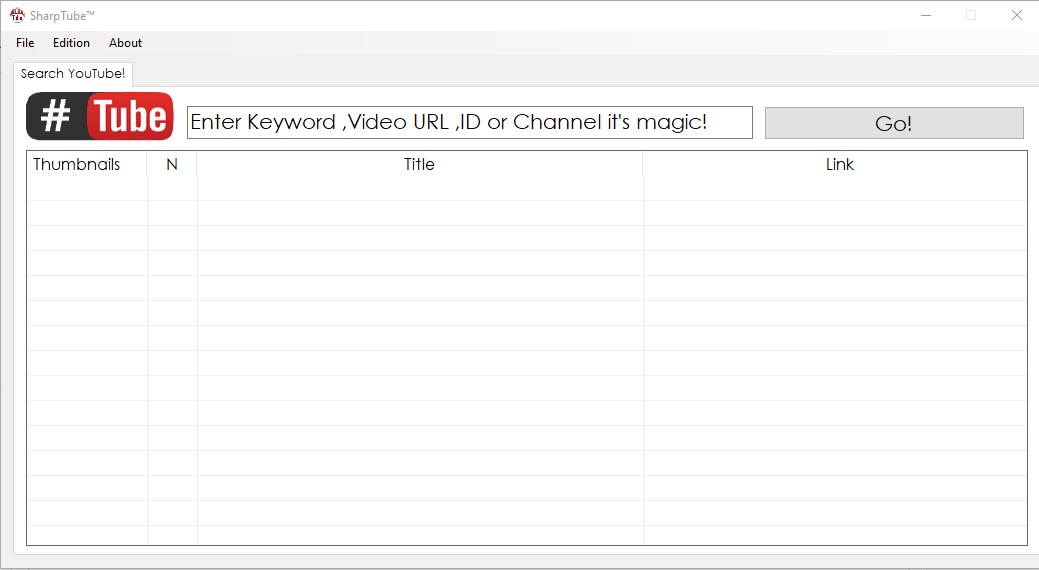 SharpTube™
File Edition About
Search YouTube!
# Tube Enter Keyword ,Video URL ,ID or Channel it's magic! Go!
Thumbnails N Title Link